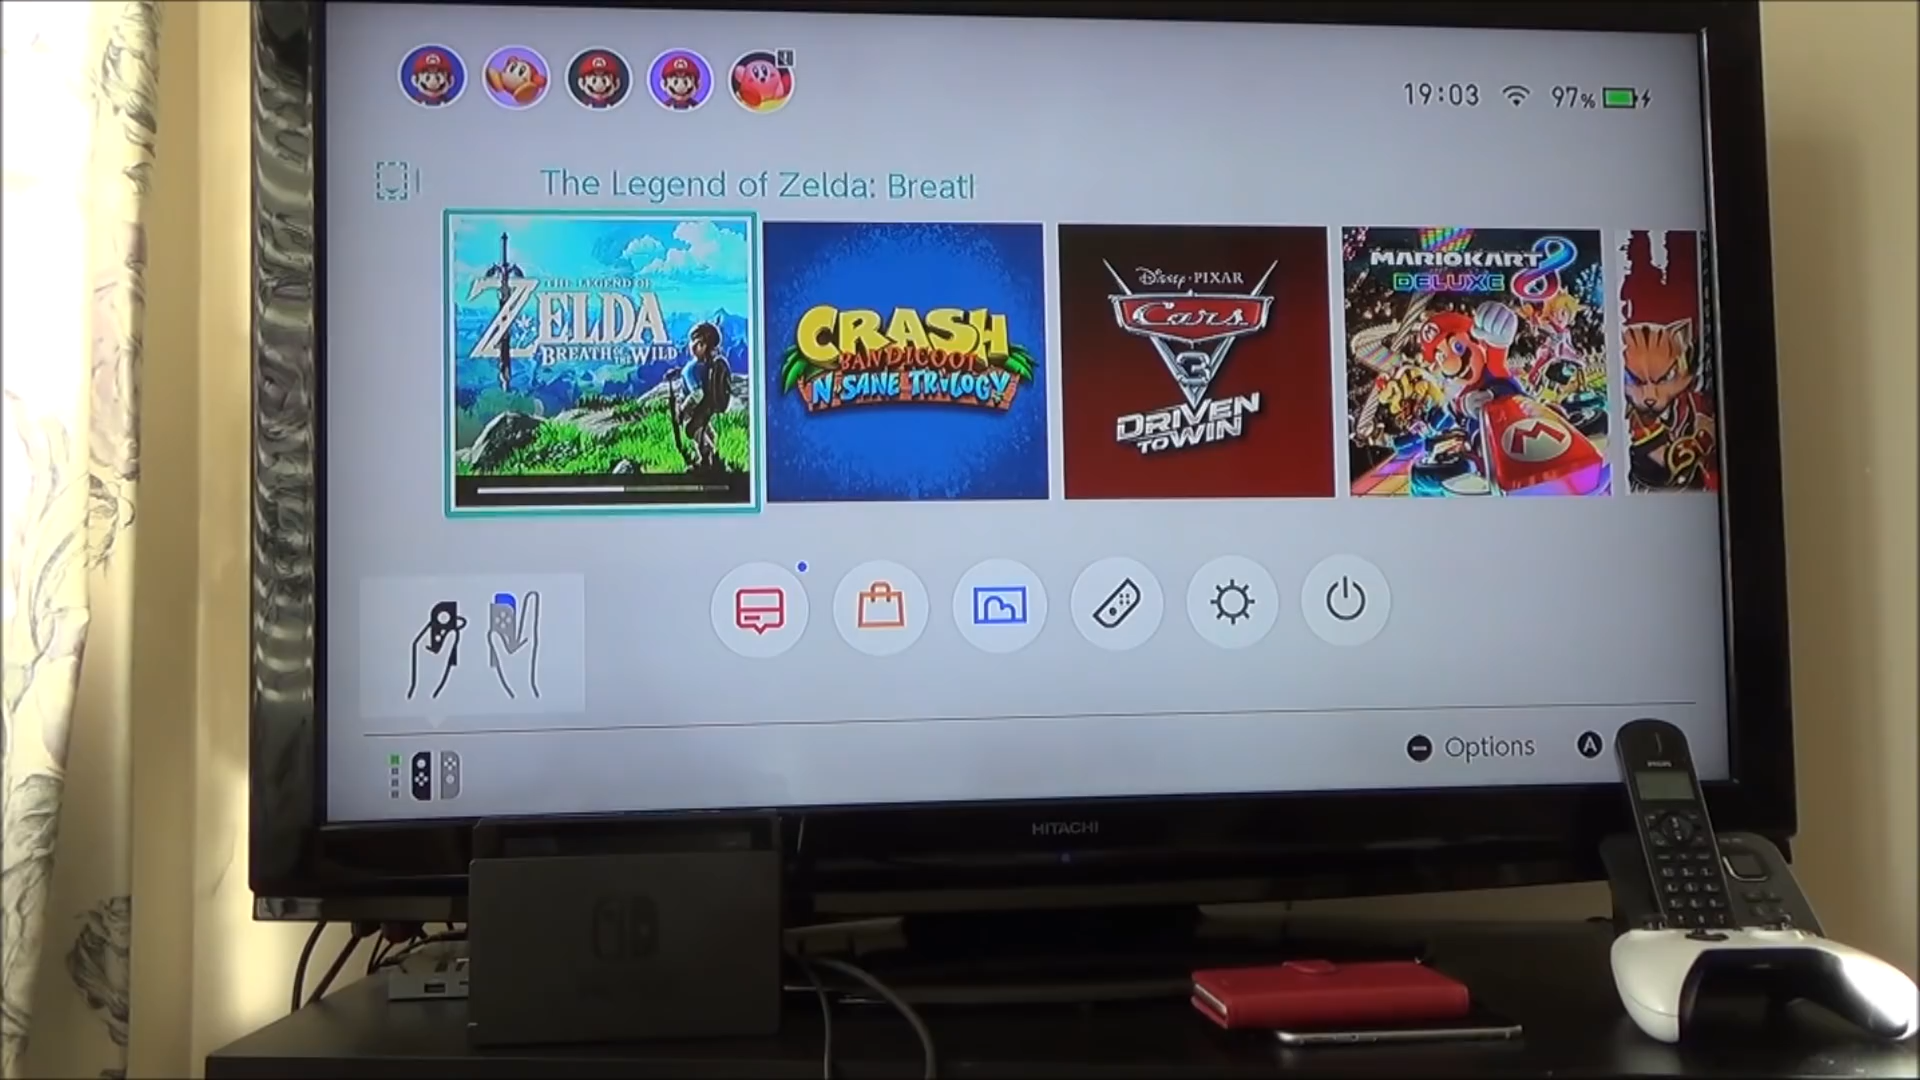 19:03 97%
The Legend of Zelda: Breatl
THE LEGEND OF
ZELDA
BREATH OF THE WILD
CRASH
BANDICOOT
N. SANE TRILOGY
Disney·PIXAR
Cars
3
DRIVEN
TO WIN
MARIOKART 8
DELUXE
M
Options A
HITACHI
PHILIPS